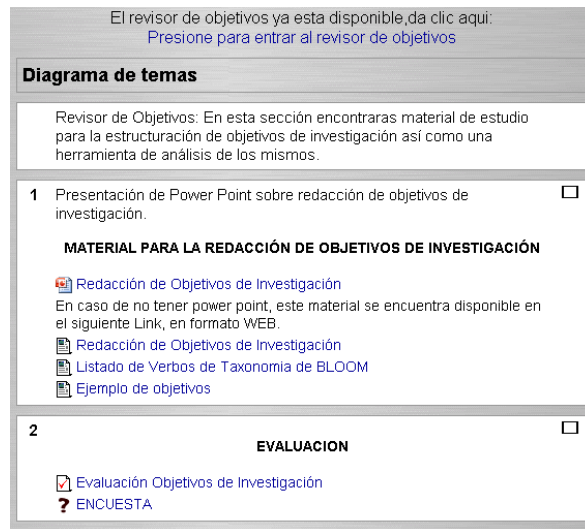 El revisor de objetivos ya esta disponible,da clic aqui:
Presione para entrar al revisor de objetivos
Diagrama de temas
Revisor de Objetivos: En esta sección encontraras material de estudio
para la estructuración de objetivos de investigación así como una
herramienta de análisis de los mismos.
1 Presentación de Power Point sobre redacción de objetivos de
investigación.
MATERIAL PARA LA REDACCIÓN DE OBJETIVOS DE INVESTIGACIÓN
Redacción de Objetivos de Investigación
En caso de no tener power point, este material se encuentra disponible en
el siguiente Link, en formato WEB.
Redacción de Objetivos de Investigación
Listado de Verbos de Taxonomia de BLOOM
Ejemplo de objetivos
2
EVALUACION
Evaluación Objetivos de Investigación
? ENCUESTA